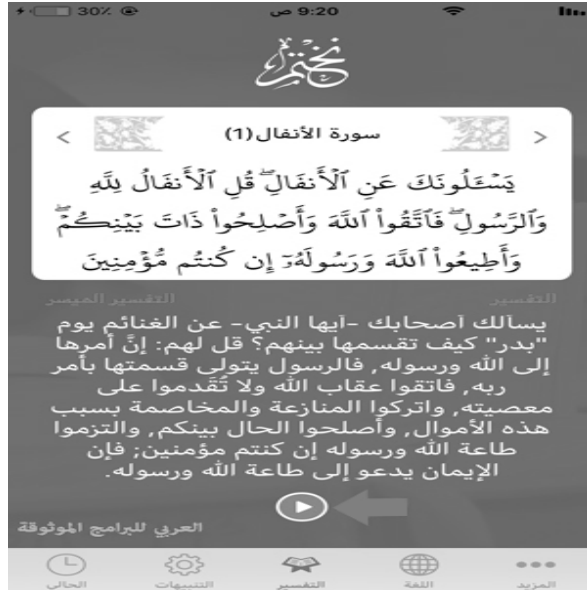 30%
9:20 ص
نختم
سورة الأنفال(1)
يَسْـَٔلُونَكَ عَنِ ٱلْأَنفَالِۖ قُلِ ٱلْأَنفَالُ لِلَّهِ
وَٱلرَّسُولِۖ فَٱتَّقُوا۟ ٱللَّهَ وَأَصْلِحُوا۟ ذَاتَ بَيْنِكُمْۖ
وَأَطِيعُوا۟ ٱللَّهَ وَرَسُولَهُۥٓ إِن كُنتُم مُّؤْمِنِينَ
التفسير
التفسير الميسر
يسألك أصحابك -أيها النبي- عن الغنائم يوم
"بدر" كيف تقسمها بينهم؟ قل لهم: إنَّ أمرها
إلى الله ورسوله, فالرسول يتولى قسمتها بأمر
ربه, فاتقوا عقاب الله ولا تُقَدموا على
معصيته, واتركوا المنازعة والمخاصمة بسبب
هذه الأموال, وأصلحوا الحال بينكم, والتزموا
طاعة الله ورسوله إن كنتم مؤمنين; فإن
الإيمان يدعو إلى طاعة الله ورسوله.
العربي للبرامج الموثوقة
المزيد
اللغة
التفسير
التنبيهات
الحالي